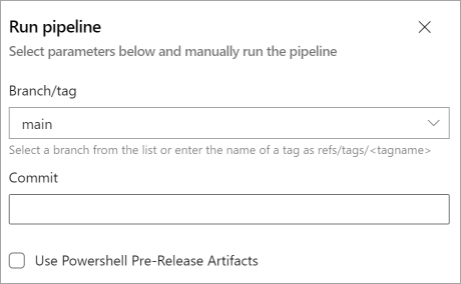 Run pipeline
Select parameters below and manually run the pipeline
Branch/tag
main
Select a branch from the list or enter the name of a tag as refs/tags/<tagname>
Commit
Use Powershell Pre-Release Artifacts